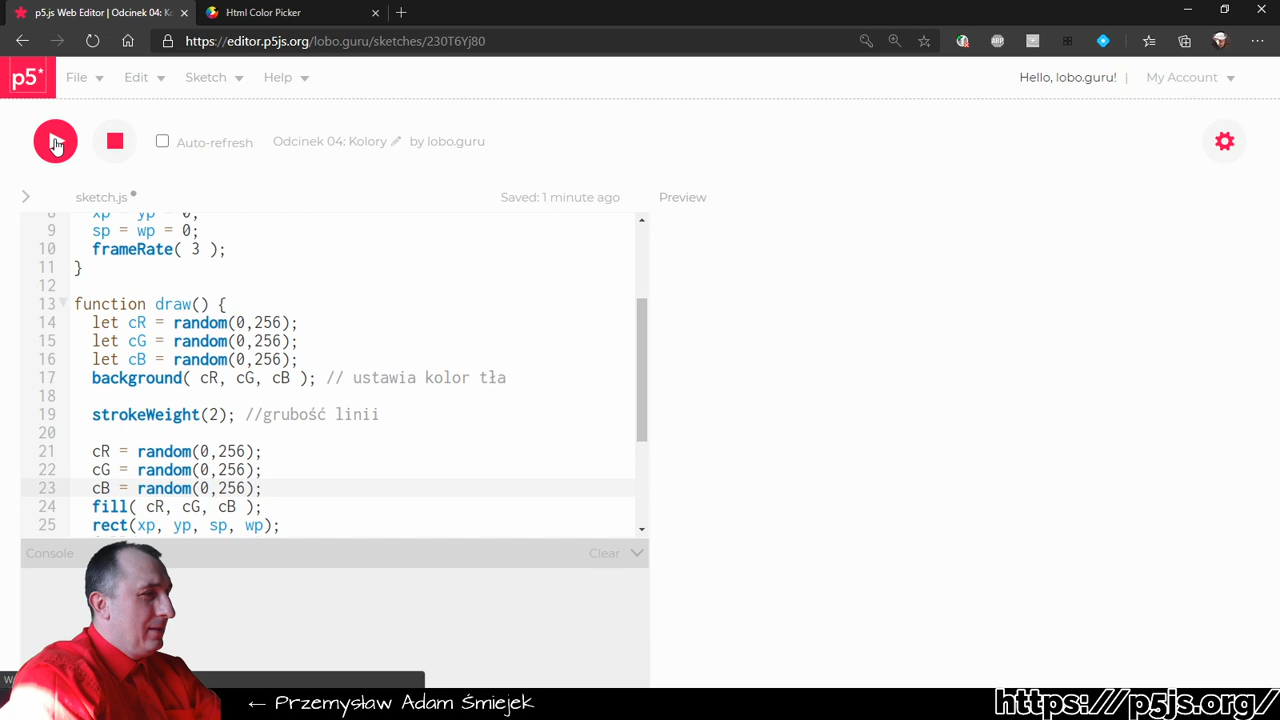 p5.js Web Editor | Odcinek 04: Ko
Html Color Picker
https://editor.p5js.org/lobo.guru/sketches/230T6Yj80
ABP
p5*
File
Edit
Sketch
Help
Hello, lobo.guru! |
My Account
Auto-refresh
Odcinek 04: Kolory
by lobo.guru
sketch.js
Saved: 1 minute ago
Preview
8 xp = yp = 0;
9 sp = wp = 0;
10 frameRate( 3 );
11 }
12
13 function draw() {
14 let cR = random(0,256);
15 let cG = random(0,256);
16 let cB = random(0,256);
17 background( cR, cG, cB ); // ustawia kolor tła
18
19 strokeWeight(2); //grubość linii
20
21 cR = random(0,256);
22 cG = random(0,256);
23 cB = random(0,256);
24 fill( cR, cG, cB );
25 rect(xp, yp, sp, wp);
Console
Clear
← Przemysław Adam Śmiejek
https://p5js.org/